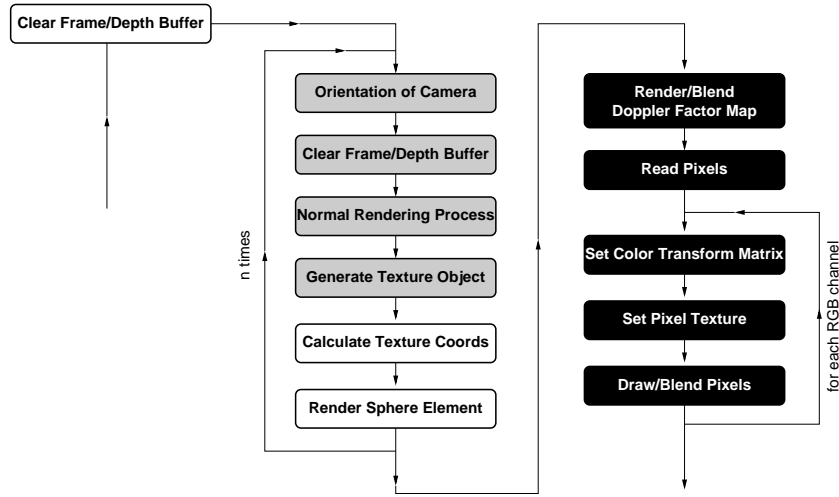 Clear Frame/Depth Buffer
n times
Orientation of Camera
Clear Frame/Depth Buffer
Normal Rendering Process
Generate Texture Object
Calculate Texture Coords
Render Sphere Element
Render/Blend
Doppler Factor Map
Read Pixels
Set Color Transform Matrix
Set Pixel Texture
Draw/Blend Pixels
for each RGB channel